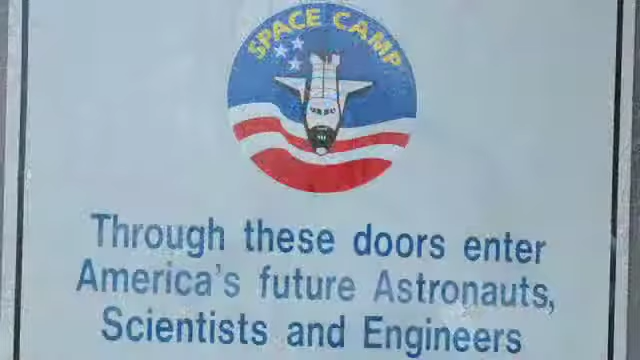 SPACE CAMP
Through these doors enter
America's future Astronauts,
Scientists and Engineers